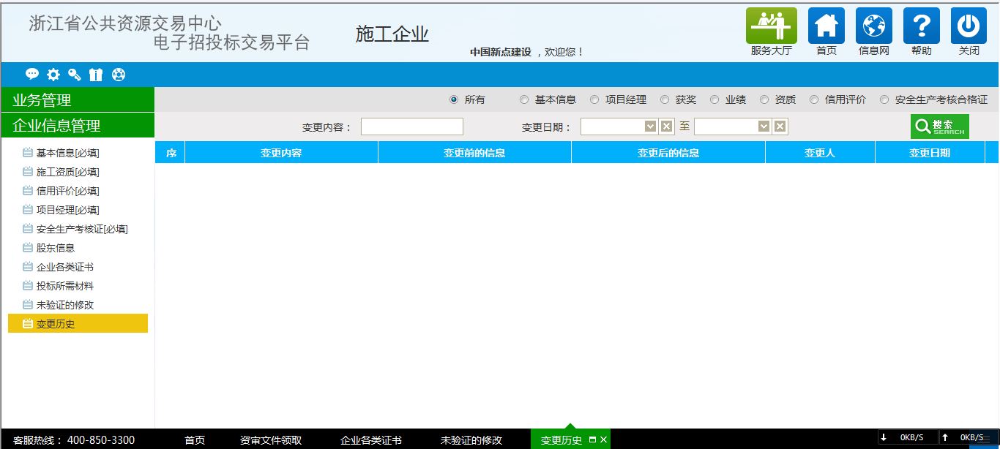 浙江省公共资源交易中心
电子招投标交易平台
施工企业
中国新点建设 ，欢迎您！
服务大厅 首页 信息网 帮助 关闭
业务管理
所有 基本信息 项目经理 获奖 业绩 资质 信用评价 安全生产考核合格证
企业信息管理
变更内容： 变更日期： 至 搜索 SEARCH
序 变更内容 变更前的信息 变更后的信息 变更人 变更日期
基本信息[必填]
施工资质[必填]
信用评价[必填]
项目经理[必填]
安全生产考核证[必填]
股东信息
企业各类证书
投标所需材料
未验证的修改
变更历史
客服热线： 400-850-3300 首页 资审文件领取 企业各类证书 未验证的修改 变更历史 0KB/S 0KB/S